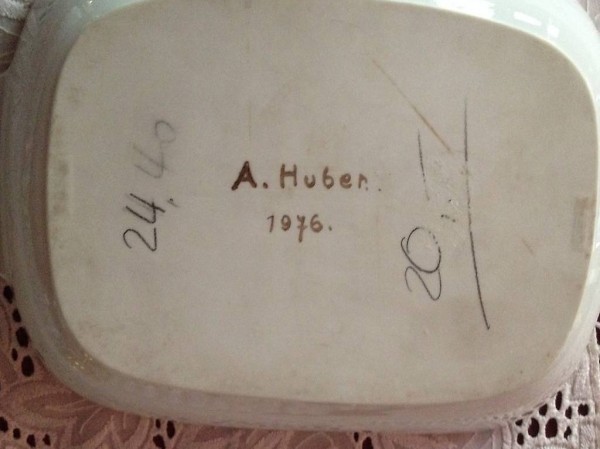 A. Huber.
1976.
24,40
20,-